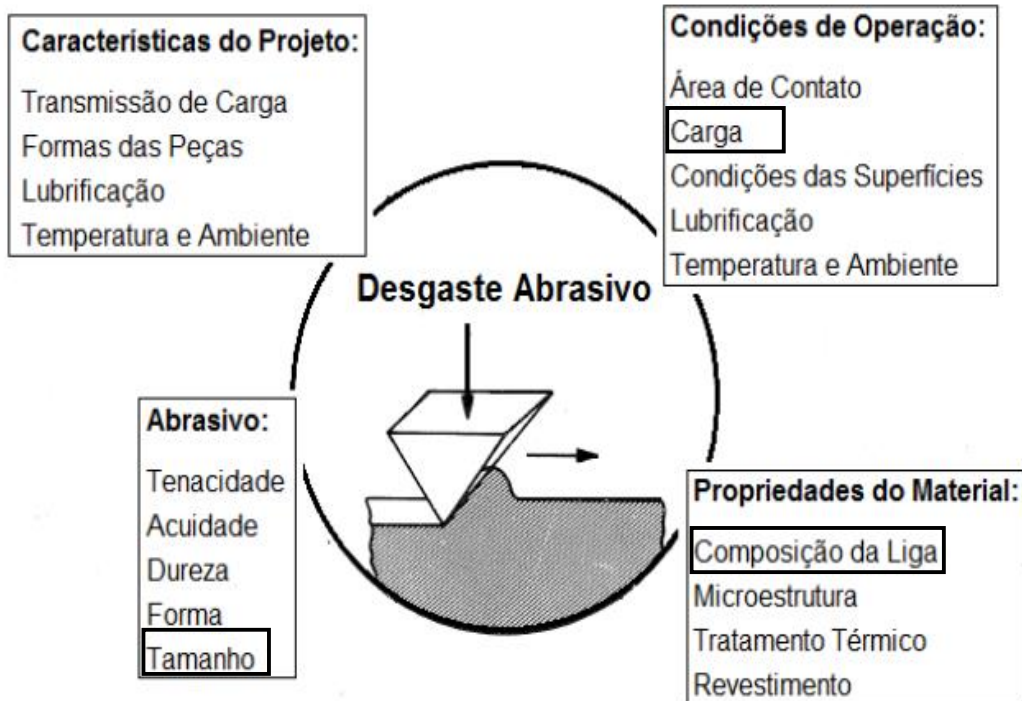 Características do Projeto:
Transmissão de Carga
Formas das Peças
Lubrificação
Temperatura e Ambiente
Condições de Operação:
Área de Contato
Carga
Condições das Superfícies
Lubrificação
Temperatura e Ambiente
Desgaste Abrasivo
Abrasivo:
Tenacidade
Acuidade
Dureza
Forma
Tamanho
Propriedades do Material:
Composição da Liga
Microestrutura
Tratamento Térmico
Revestimento